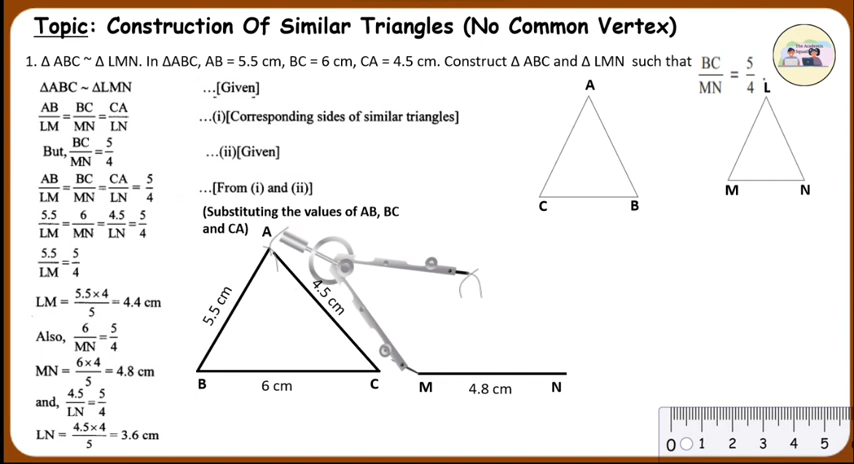 Topic: Construction Of Similar Triangles (No Common Vertex)
1. Δ ABC ~ Δ LMN. In ΔABC, AB = 5.5 cm, BC = 6 cm, CA = 4.5 cm. Construct Δ ABC and Δ LMN such that BC/MN = 5/4.
ΔABC ~ ΔLMN ...[Given]
AB/LM = BC/MN = CA/LN ...(i)[Corresponding sides of similar triangles]
But, BC/MN = 5/4 ...(ii)[Given]
AB/LM = BC/MN = CA/LN = 5/4 ...[From (i) and (ii)]
(Substituting the values of AB, BC
and CA)
5.5/LM = 6/MN = 4.5/LN = 5/4
5.5/LM = 5/4
LM = 5.5×4/5 = 4.4 cm
Also, 6/MN = 5/4
MN = 6×4/5 = 4.8 cm
and, 4.5/LN = 5/4
LN = 4.5×4/5 = 3.6 cm
A
C B
L
M N
A
5.5 cm
4.5 cm
B 6 cm C
M 4.8 cm N
0 1 2 3 4 5